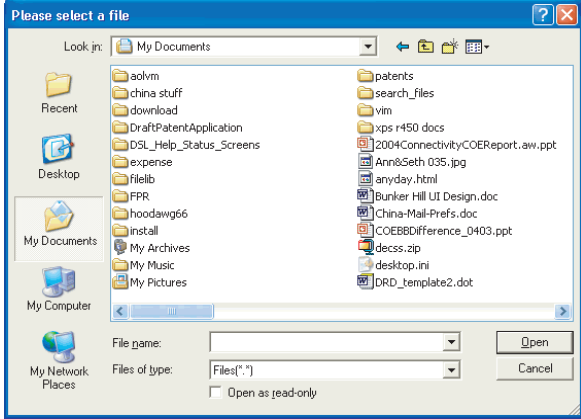 Please select a file
Look in: My Documents
Recent
Desktop
My Documents
My Computer
My Network
Places
aolvm
china stuff
download
DraftPatentApplication
DSL_Help_Status_Screens
expense
filelib
FPR
hoodawg66
install
My Archives
My Music
My Pictures
patents
search_files
vim
xps r450 docs
2004ConnectivityCOEReport.aw.ppt
Ann&Seth 035.jpg
anyday.html
Bunker Hill UI Design.doc
China-Mail-Prefs.doc
COEBBDifference_0403.ppt
decss.zip
desktop.ini
DRD_template2.dot
File name:
Open
Files of type: Files(*.*)
Cancel
Open as read-only